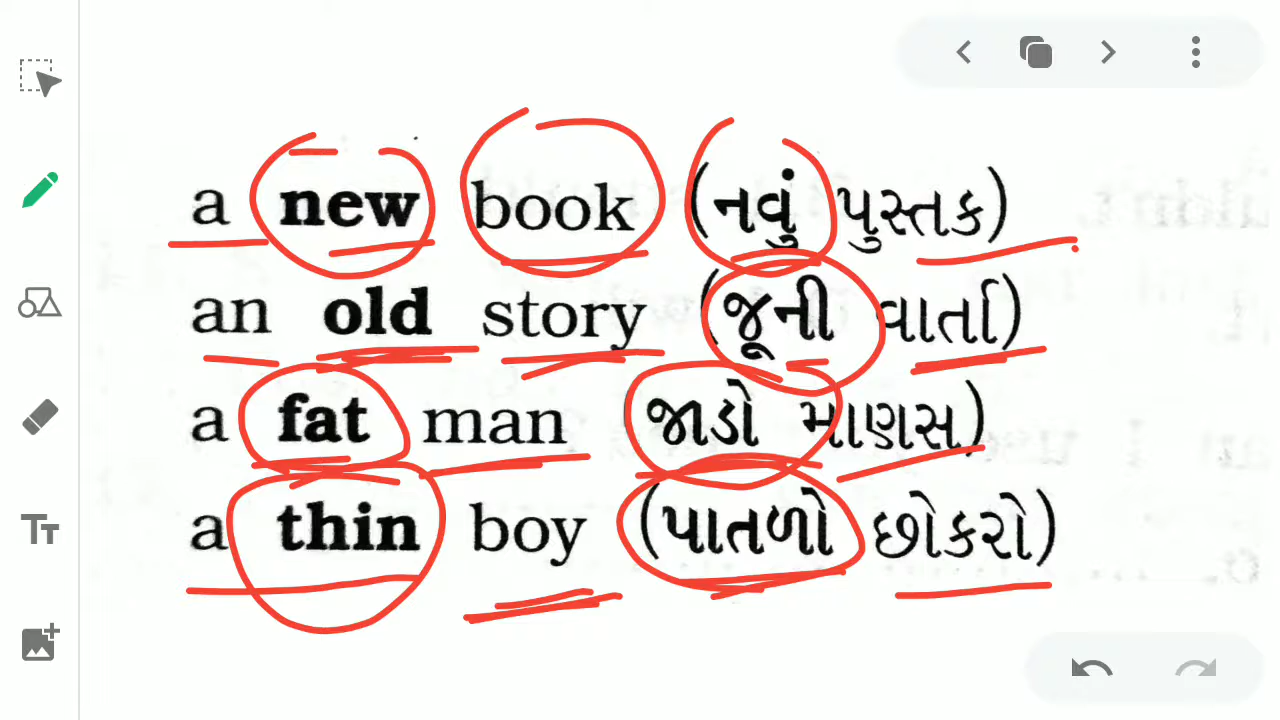 a new book (નવું પુસ્તક)
an old story (જૂની વાર્તા)
a fat man (જાડો માણસ)
a thin boy (પાતળો છોકરો)